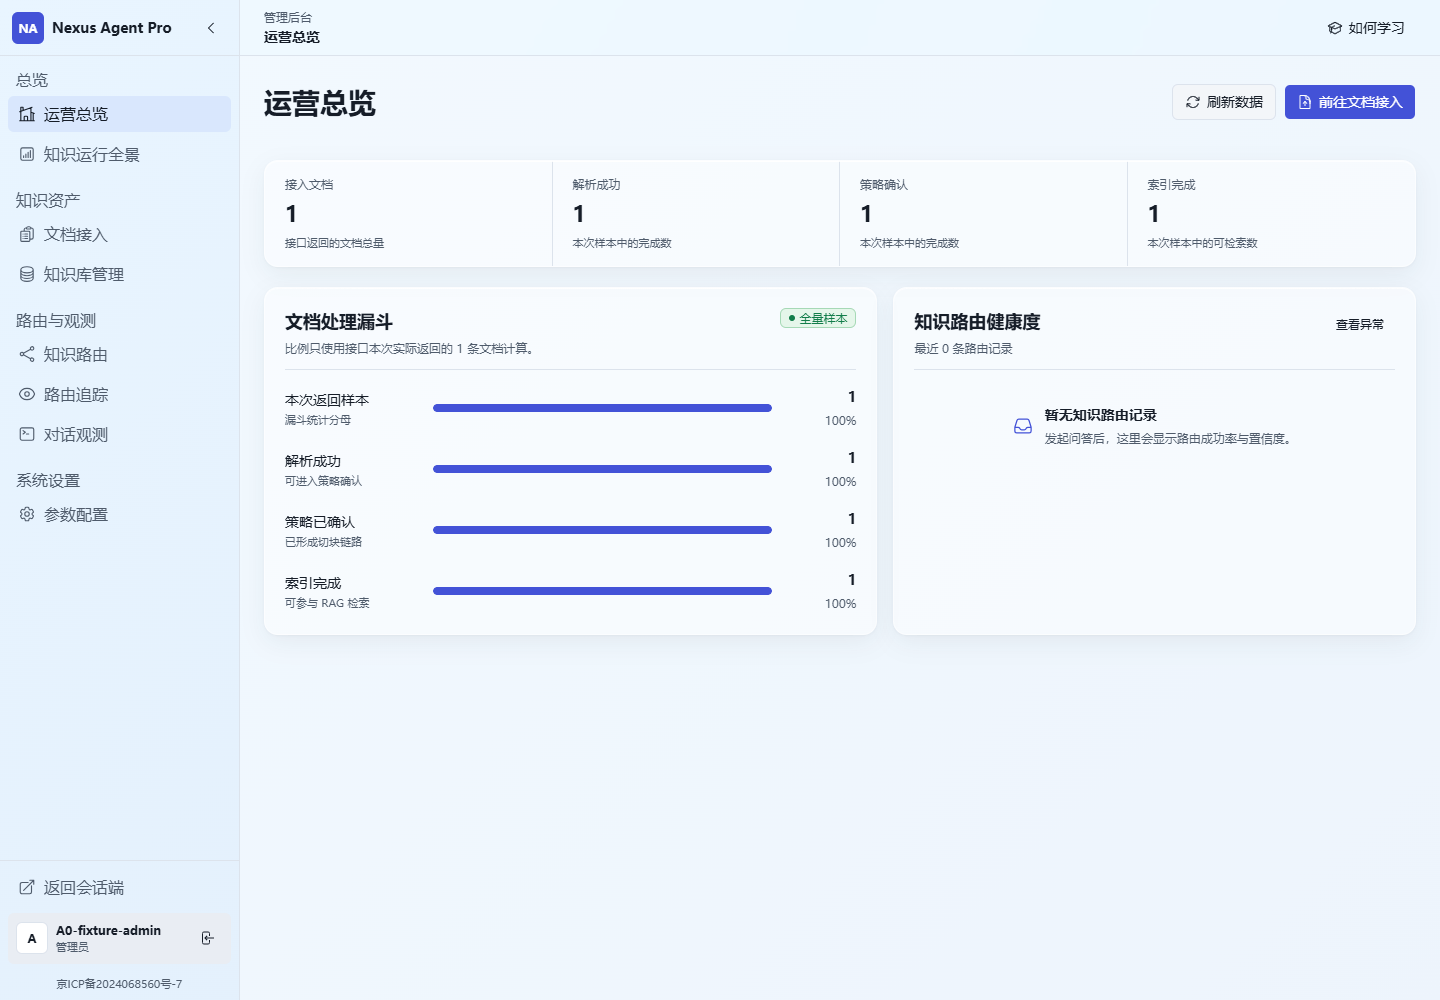 NA
Nexus Agent Pro
总览
运营总览
知识运行全景
知识资产
文档接入
知识库管理
路由与观测
知识路由
路由追踪
对话观测
系统设置
参数配置
返回会话端
A
A0-fixture-admin
管理员
京ICP备2024068560号-7
管理后台
运营总览
如何学习
运营总览
刷新数据
前往文档接入
接入文档
1
接口返回的文档总量
解析成功
1
本次样本中的完成数
策略确认
1
本次样本中的完成数
索引完成
1
本次样本中的可检索数
文档处理漏斗
全量样本
比例只使用接口本次实际返回的 1 条文档计算。
本次返回样本
漏斗统计分母
1
100%
解析成功
可进入策略确认
1
100%
策略已确认
已形成切块链路
1
100%
索引完成
可参与 RAG 检索
1
100%
知识路由健康度
查看异常
最近 0 条路由记录
暂无知识路由记录
发起问答后，这里会显示路由成功率与置信度。